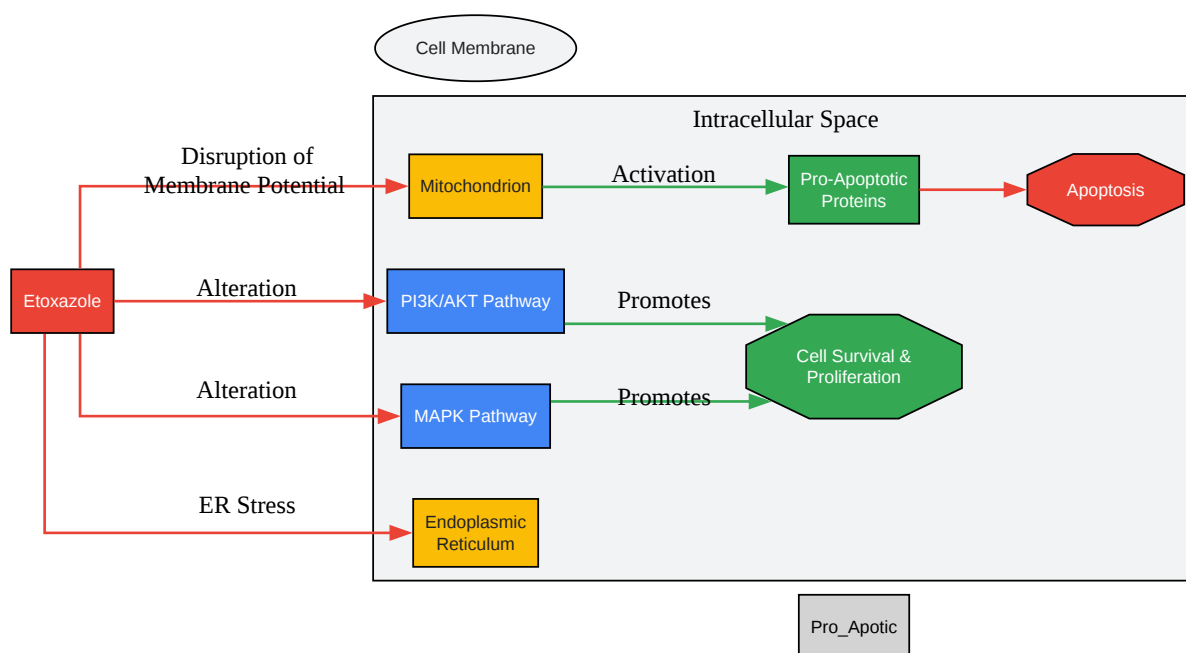 Cell Membrane
Intracellular Space
Disruption of
Membrane Potential
Mitochondrion
Activation
Pro-Apoptotic
Proteins
Apoptosis
Etoxazole
Alteration
PI3K/AKT Pathway
Promotes
Cell Survival &
Proliferation
Alteration
MAPK Pathway
Promotes
ER Stress
Endoplasmic
Reticulum
Pro_Apotic